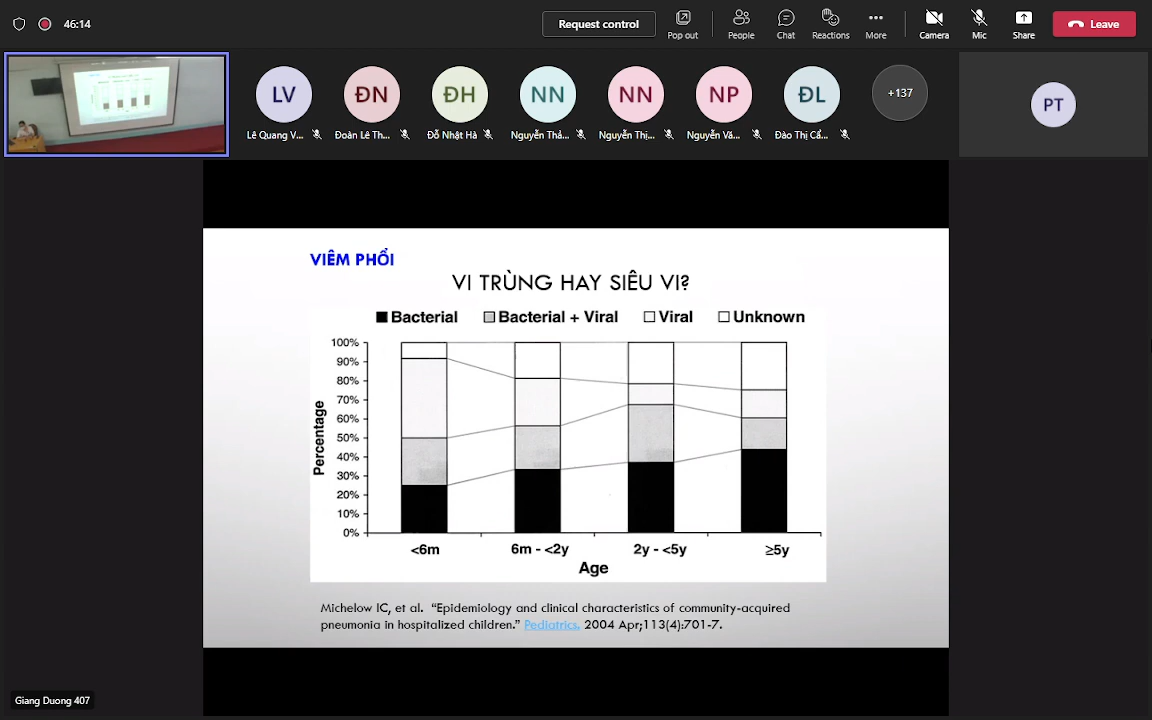 46:14
Request control
Pop out
People
Chat
Reactions
More
Camera
Mic
Share
Leave
LV
ĐN
ĐH
NN
NN
NP
ĐL
+137
PT
Lê Quang V...
Đoàn Lê Th...
Đỗ Nhật Hà
Nguyễn Thả...
Nguyễn Thị...
Nguyễn Vă...
Đào Thị Cẩ...
VIÊM PHỔI
VI TRÙNG HAY SIÊU VI?
Bacterial Bacterial + Viral Viral Unknown
100%
90%
80%
70%
60%
50%
40%
30%
20%
10%
0%
Percentage
<6m 6m - <2y 2y - <5y ≥5y
Age
Michelow IC, et al. “Epidemiology and clinical characteristics of community-acquired
pneumonia in hospitalized children.” Pediatrics. 2004 Apr;113(4):701-7.
Giang Duong 407